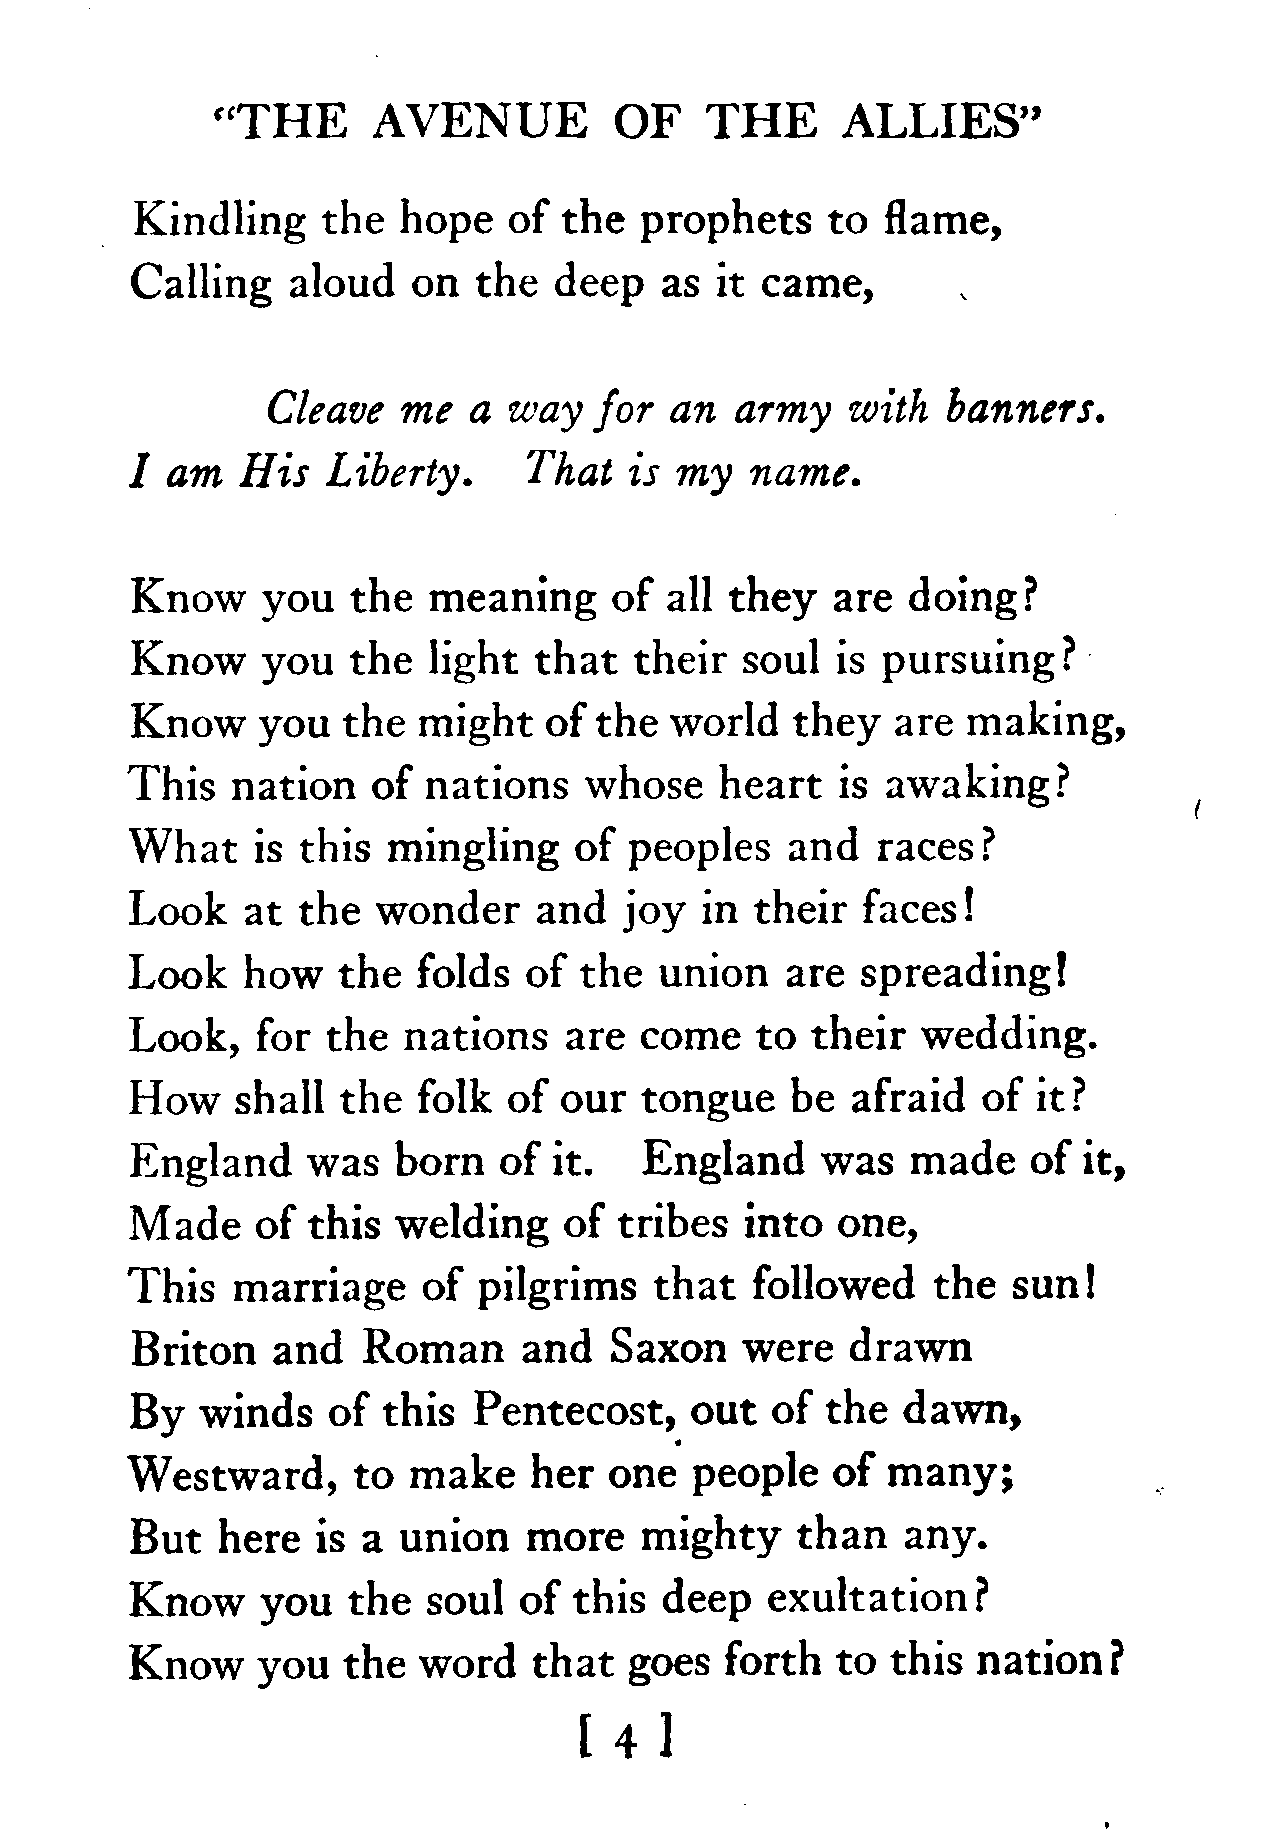 “THE AVENUE OF THE ALLIES”
Kindling the hope of the prophets to flame,
Calling aloud on the deep as it came,
Cleave me a way for an army with banners.
I am His Liberty. That is my name.
Know you the meaning of all they are doing?
Know you the light that their soul is pursuing?
Know you the might of the world they are making,
This nation of nations whose heart is awaking?
What is this mingling of peoples and races?
Look at the wonder and joy in their faces!
Look how the folds of the union are spreading!
Look, for the nations are come to their wedding.
How shall the folk of our tongue be afraid of it?
England was born of it. England was made of it,
Made of this welding of tribes into one,
This marriage of pilgrims that followed the sun!
Briton and Roman and Saxon were drawn
By winds of this Pentecost, out of the dawn,
Westward, to make her one people of many;
But here is a union more mighty than any.
Know you the soul of this deep exultation?
Know you the word that goes forth to this nation?
[ 4 ]